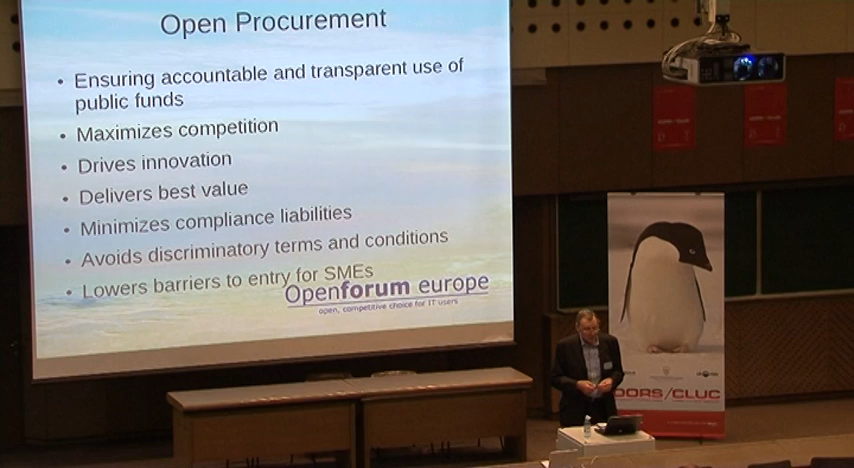 Open Procurement
• Ensuring accountable and transparent use of
public funds
• Maximizes competition
• Drives innovation
• Delivers best value
• Minimizes compliance liabilities
• Avoids discriminatory terms and conditions
• Lowers barriers to entry for SMEs
Openforum europe
open, competitive choice for IT users
DORS/CLUC